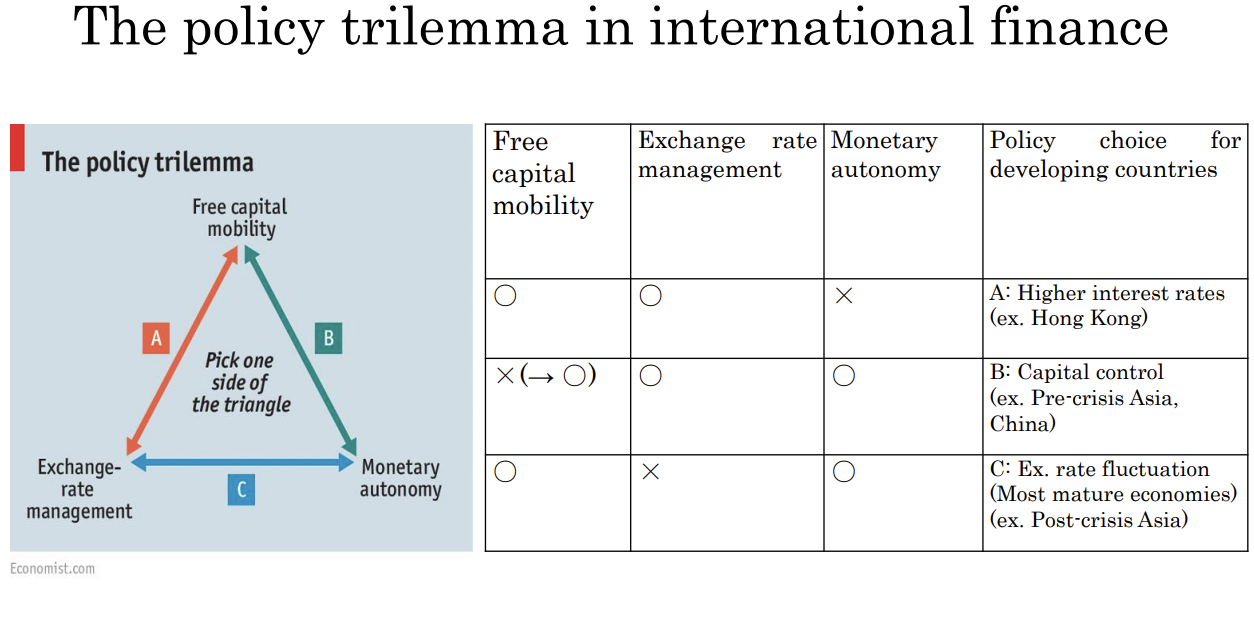 The policy trilemma in international finance
The policy trilemma
Free capital
mobility
A
B
Pick one
side of
the triangle
Exchange-
rate
management
Monetary
autonomy
C
Economist.com
Free
capital
mobility
Exchange rate
management
Monetary
autonomy
Policy choice for
developing countries
○
○
×
A: Higher interest rates
(ex. Hong Kong)
×(→ ○)
○
○
B: Capital control
(ex. Pre-crisis Asia,
China)
○
×
○
C: Ex. rate fluctuation
(Most mature economies)
(ex. Post-crisis Asia)